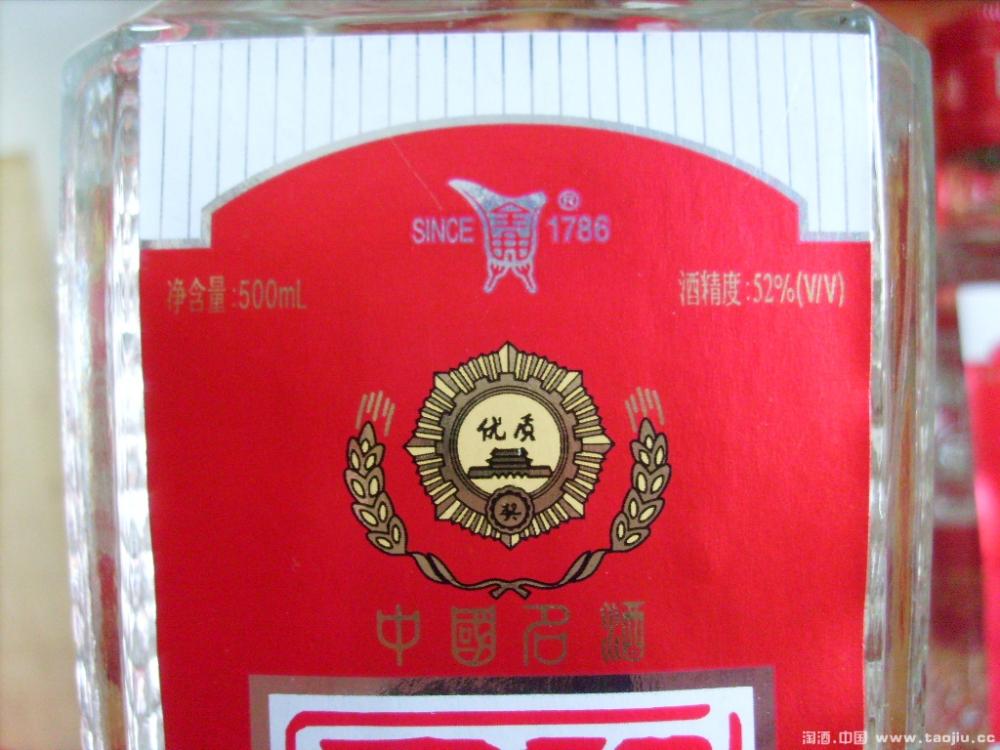 SINCE ® 1786
净含量:500mL
酒精度:52%(V/V)
优质
奖
中國名酒
淘酒.中国 www.taojiu.cc